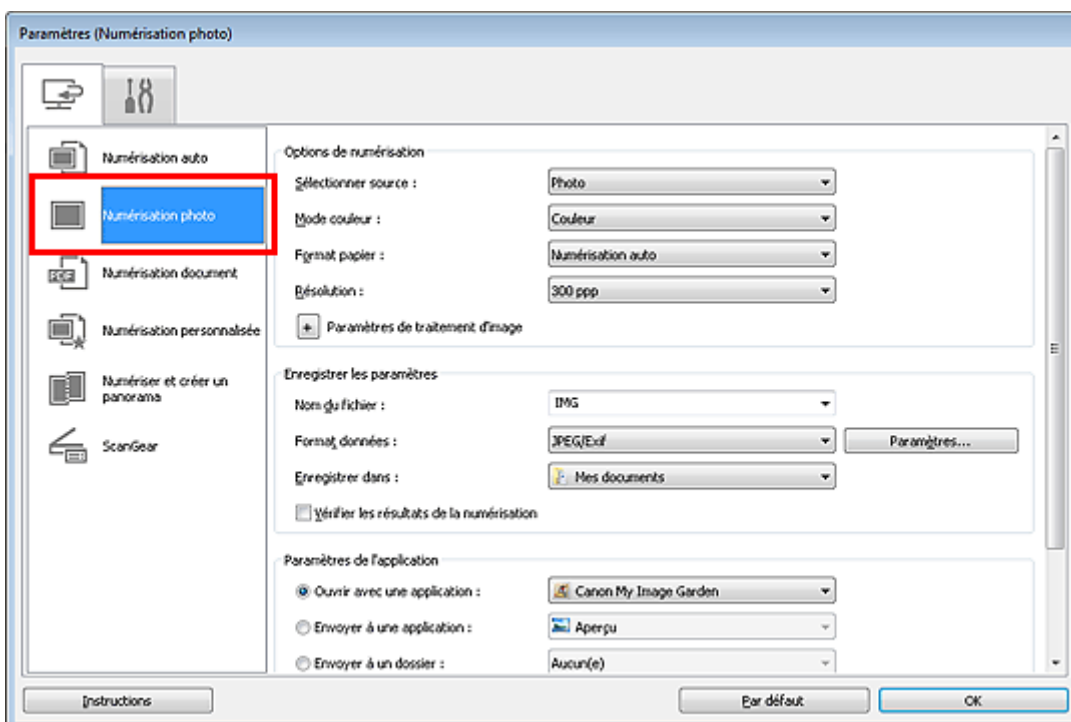 Paramètres (Numérisation photo)
Numérisation auto
Numérisation photo
PDF
Numérisation document
Numérisation personnalisée
Numériser et créer un
panorama
ScanGear
Options de numérisation
Sélectionner source : Photo
Mode couleur : Couleur
Format papier : Numérisation auto
Résolution : 300 ppp
+ Paramètres de traitement d'image
Enregistrer les paramètres
Nom du fichier : IMG
Format données : JPEG/Exif Paramètres...
Enregistrer dans : Mes documents
Vérifier les résultats de la numérisation
Paramètres de l'application
Ouvrir avec une application : Canon My Image Garden
Envoyer à une application : Aperçu
Envoyer à un dossier : Aucun(e)
Instructions Par défaut OK